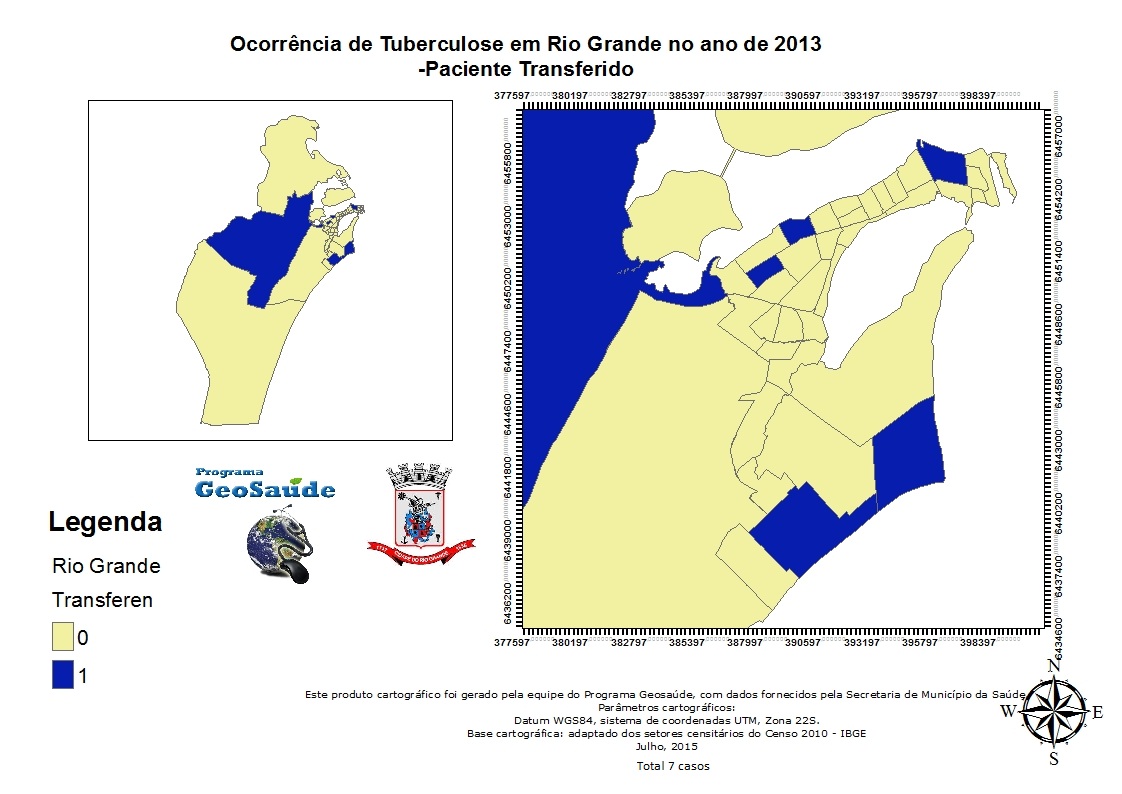 Ocorrência de Tuberculose em Rio Grande no ano de 2013
-Paciente Transferido
377597 380197 382797 385397 387997 390597 393197 395797 398397
6457000
6455800
6454200
6453000
6451400
6450200
6448600
6447400
6445800
6444600
6443000
6441800
6440200
6439000
6437400
6436200
6434600
377597 380197 382797 385397 387997 390597 393197 395797 398397
Programa
GeoSaúde
CIDADE DO RIO GRANDE
Legenda
Rio Grande
Transferen
0
1
N
W E
S
Este produto cartográfico foi gerado pela equipe do Programa Geosaúde, com dados fornecidos pela Secretaria de Município da Saúde
Parâmetros cartográficos:
Datum WGS84, sistema de coordenadas UTM, Zona 22S.
Base cartográfica: adaptado dos setores censitários do Censo 2010 - IBGE
Julho, 2015
Total 7 casos